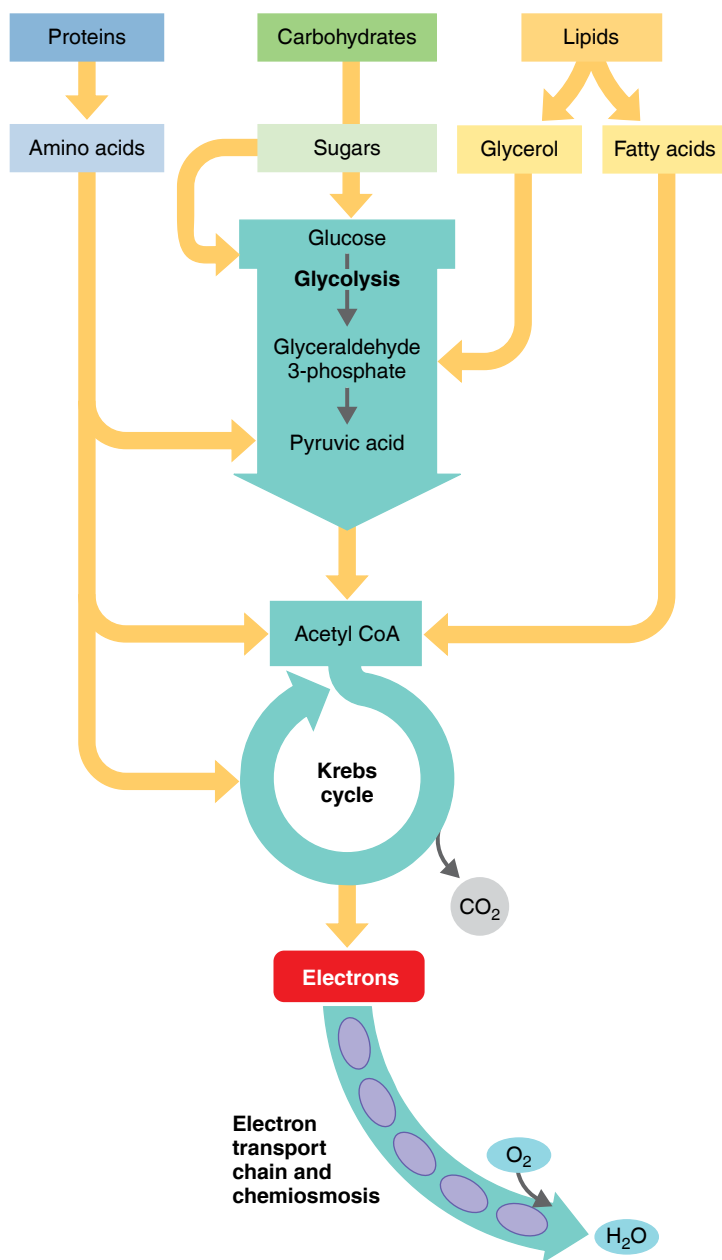 Proteins
Carbohydrates
Lipids
Amino acids
Sugars
Glycerol
Fatty acids
Glucose
Glycolysis
Glyceraldehyde
3-phosphate
Pyruvic acid
Acetyl CoA
Krebs
cycle
CO₂
Electrons
Electron
transport
chain and
chemiosmosis
O₂
H₂O